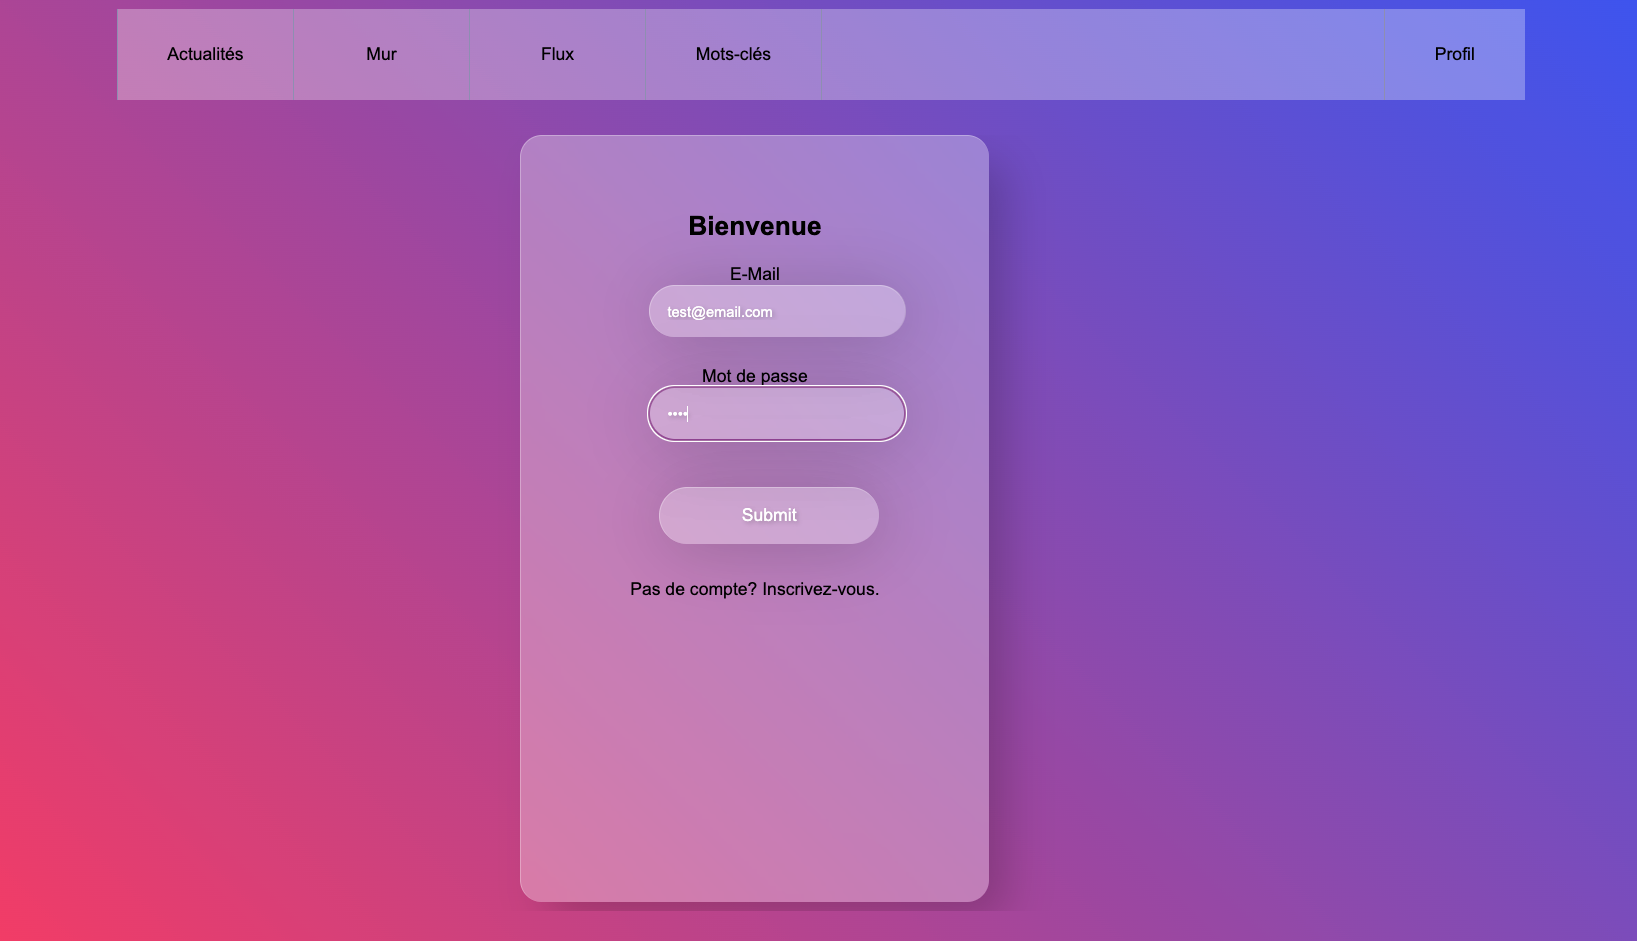 Actualités Mur Flux Mots-clés Profil
Bienvenue
E-Mail
test@email.com
Mot de passe
••••
Submit
Pas de compte? Inscrivez-vous.